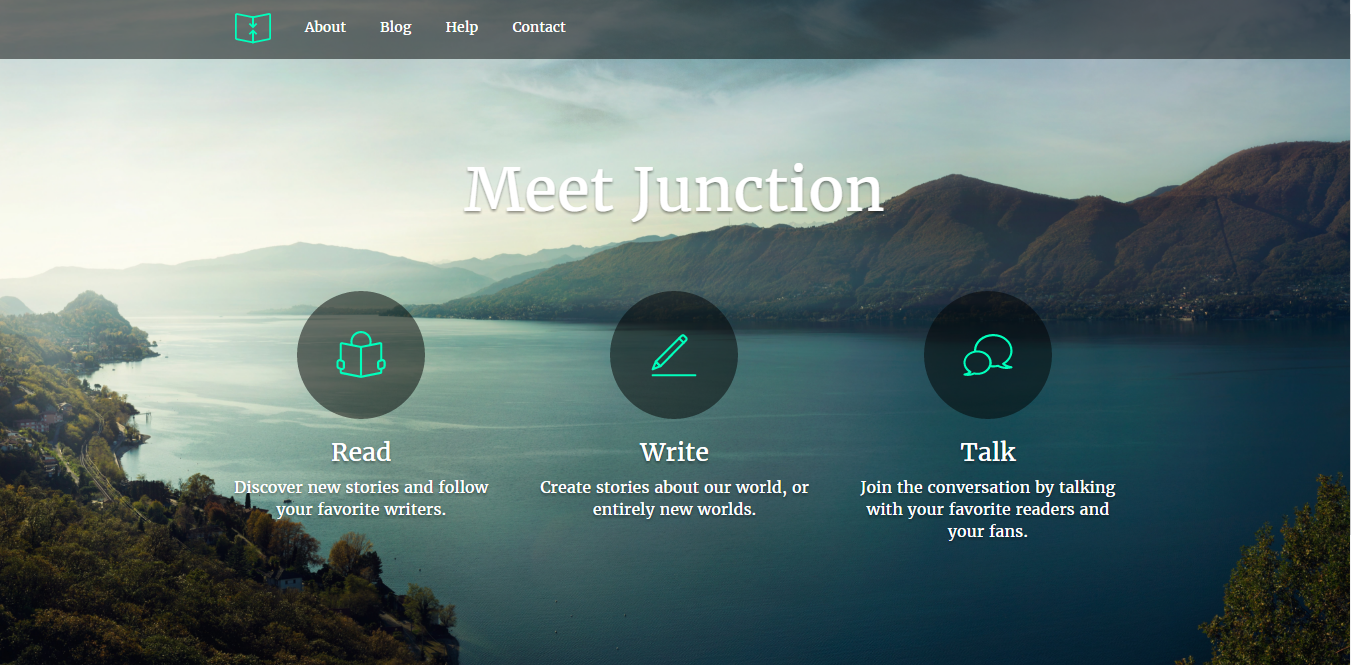 About Blog Help Contact
Meet Junction
Read
Discover new stories and follow
your favorite writers.
Write
Create stories about our world, or
entirely new worlds.
Talk
Join the conversation by talking
with your favorite readers and
your fans.